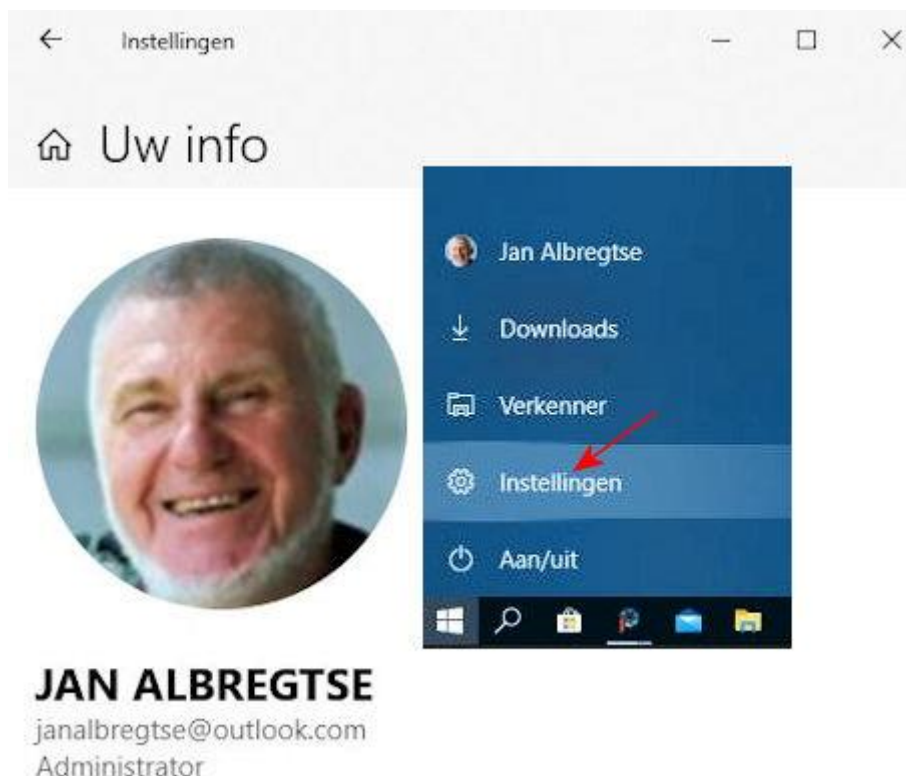 Instellingen
Uw info
Jan Albregtse
Downloads
Verkenner
Instellingen
Aan/uit
JAN ALBREGTSE
janalbregtse@outlook.com
Administrator